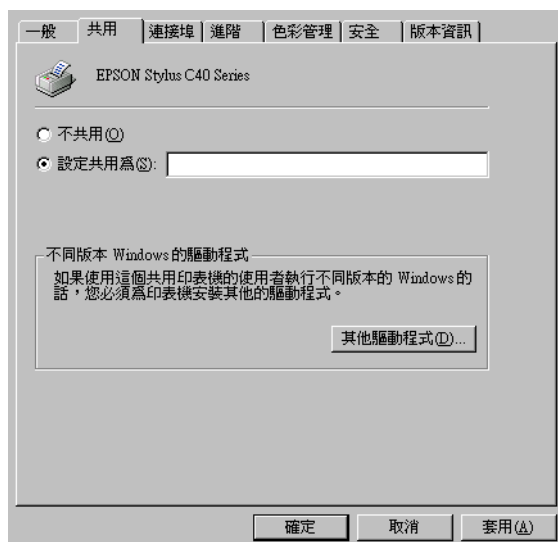 一般 共用 連接埠 進階 色彩管理 安全 版本資訊
EPSON Stylus C40 Series
不共用(O)
設定共用爲(S):
不同版本 Windows 的驅動程式
如果使用這個共用印表機的使用者執行不同版本的 Windows 的
話，您必須爲印表機安裝其他的驅動程式。
其他驅動程式(D)...
確定 取消 套用(A)